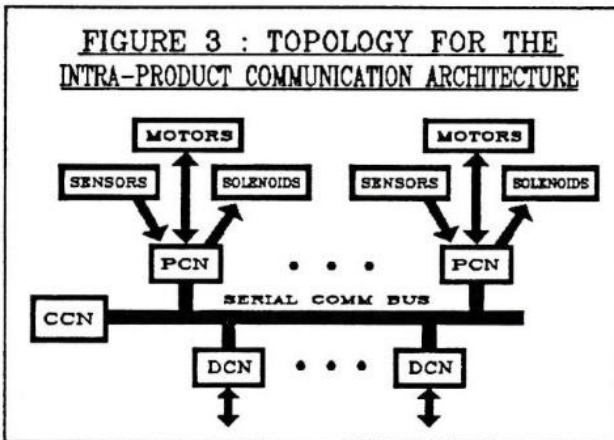 FIGURE 3 : TOPOLOGY FOR THE
INTRA-PRODUCT COMMUNICATION ARCHITECTURE
MOTORS MOTORS
SENSORS SOLENOIDS SENSORS SOLENOIDS
PCN PCN
SERIAL COMM BUS
CCN
DCN DCN